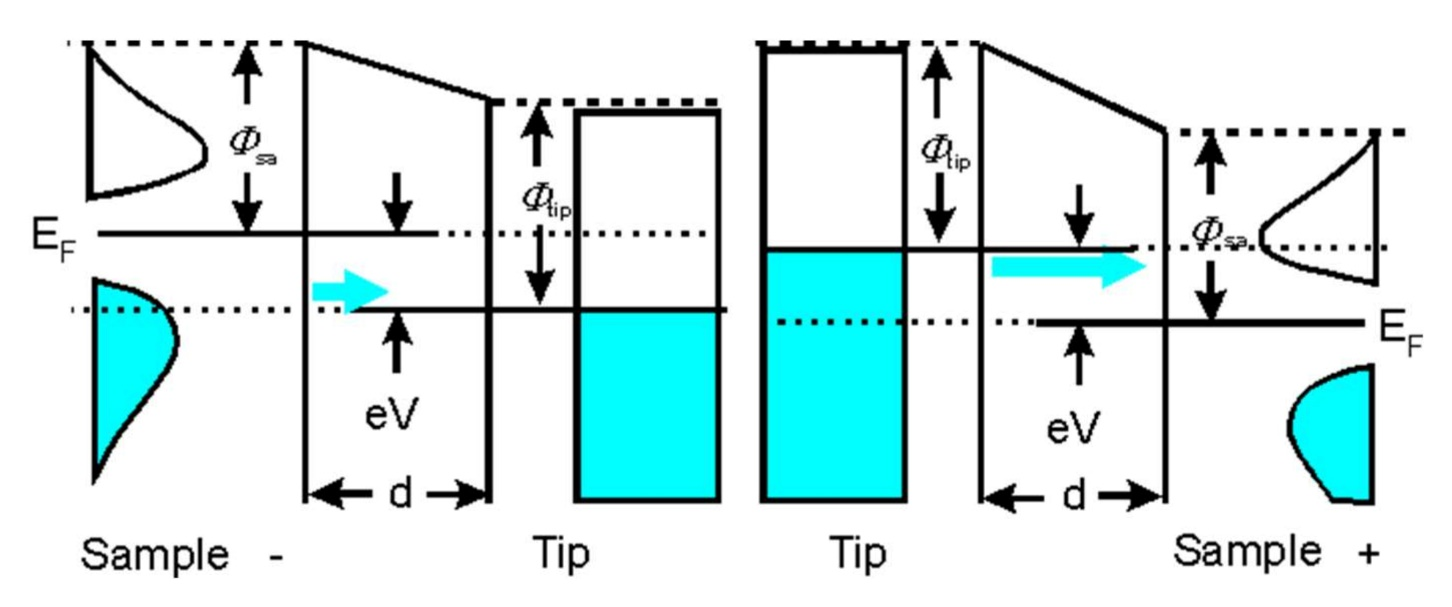 Φsa
Φtip
EF
eV
d
Sample -
Tip
Φtip
Φsa
EF
eV
d
Tip
Sample +